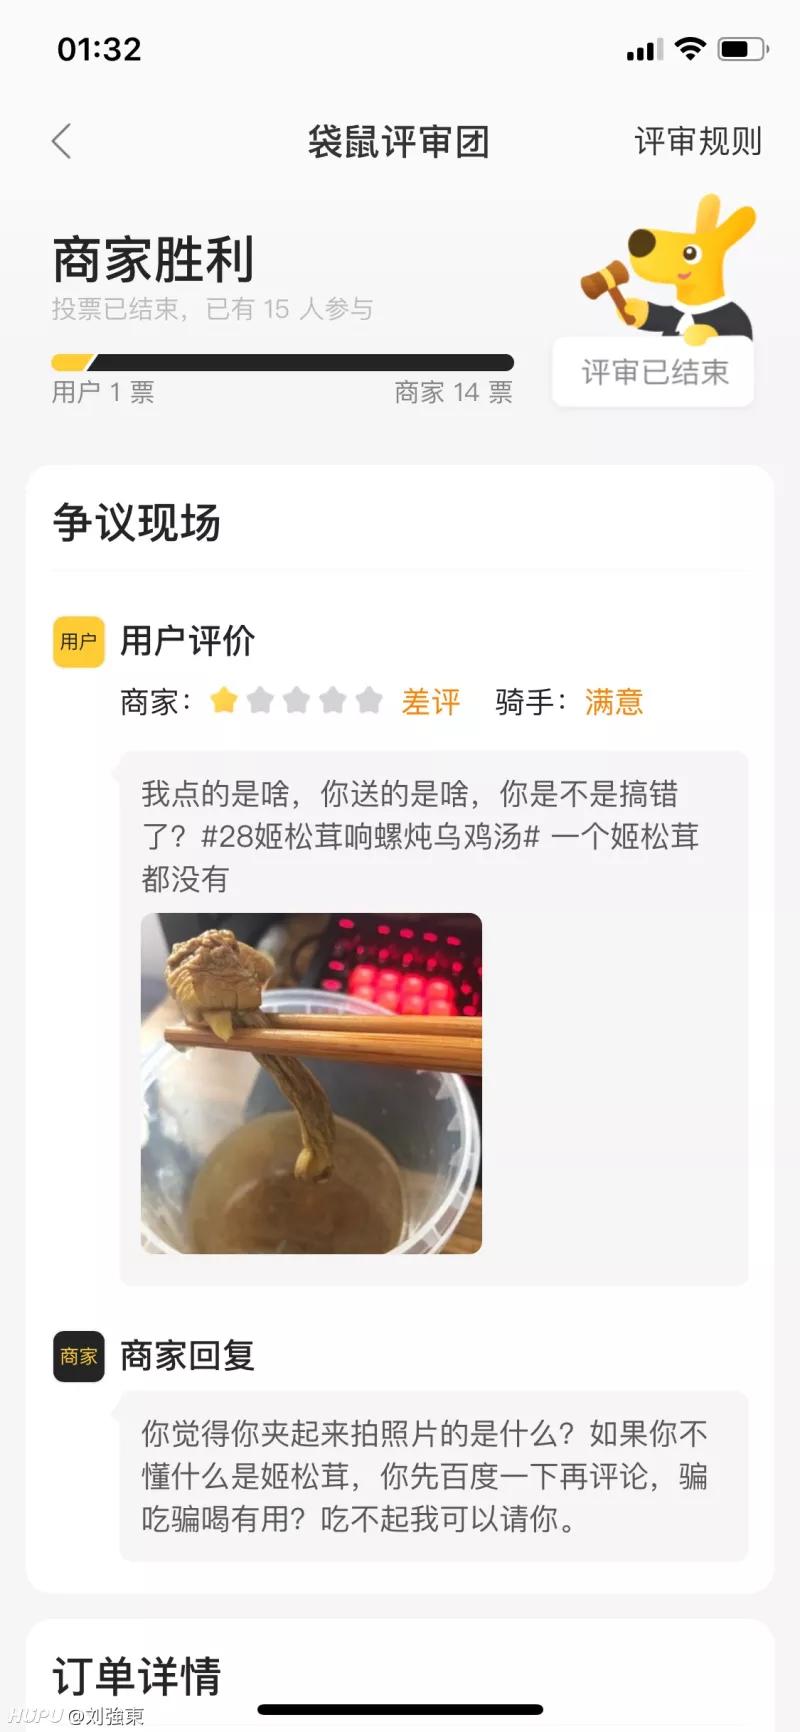 01:32
袋鼠评审团
评审规则
商家胜利
投票已结束，已有 15 人参与
用户 1 票
商家 14 票
评审已结束
争议现场
用户
用户评价
商家：
差评
骑手：
满意
我点的是啥，你送的是啥，你是不是搞错
了？#28姬松茸响螺炖乌鸡汤# 一个姬松茸
都没有
商家
商家回复
你觉得你夹起来拍照片的是什么？如果你不
懂什么是姬松茸，你先百度一下再评论，骗
吃骗喝有用？吃不起我可以请你。
订单详情
HUPU @刘強東